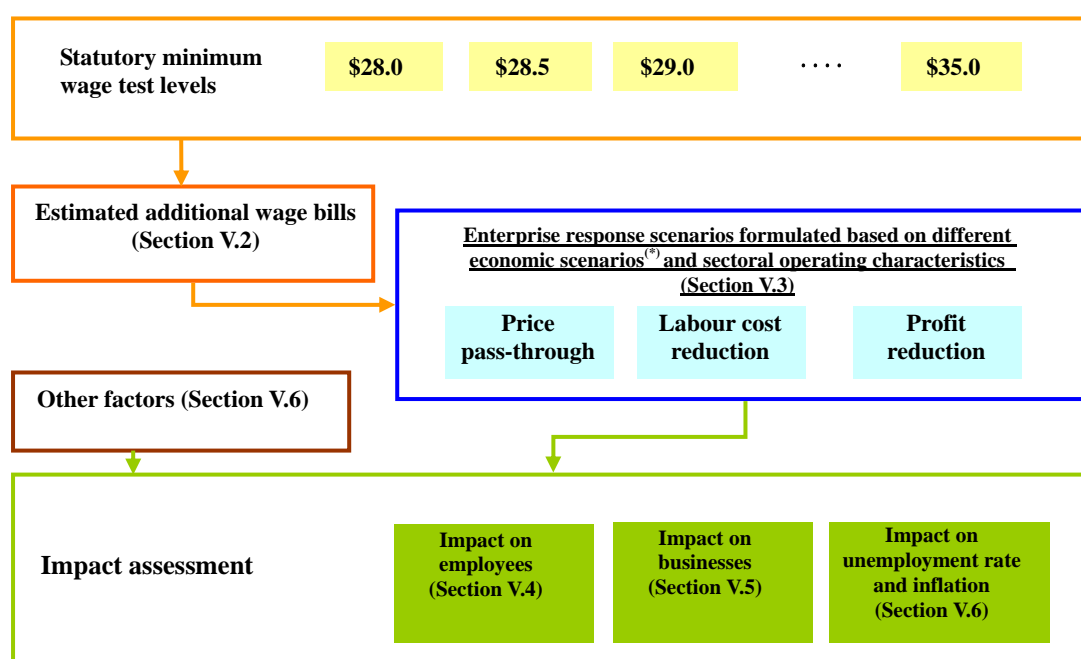 Statutory minimum
wage test levels
$28.0
$28.5
$29.0
....
$35.0
Estimated additional wage bills
(Section V.2)
Enterprise response scenarios formulated based on different
economic scenarios(*) and sectoral operating characteristics
(Section V.3)
Price
pass-through
Labour cost
reduction
Profit
reduction
Other factors (Section V.6)
Impact assessment
Impact on
employees
(Section V.4)
Impact on
businesses
(Section V.5)
Impact on
unemployment rate
and inflation
(Section V.6)